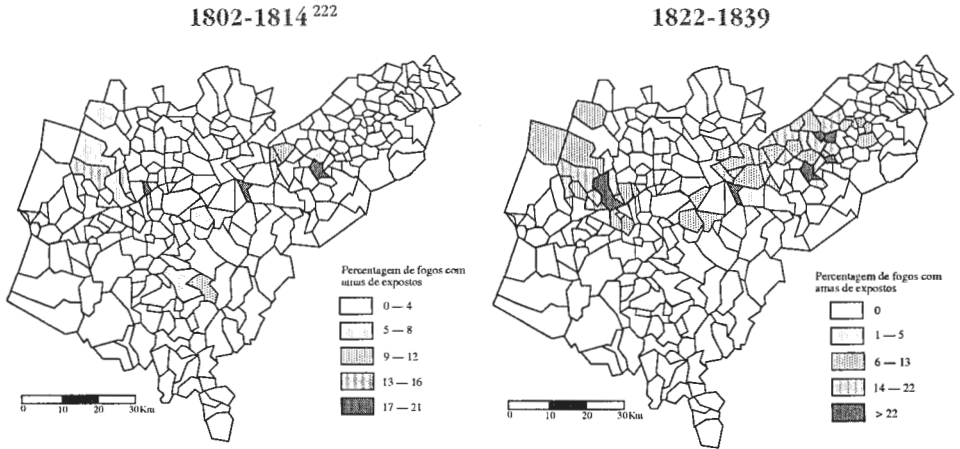 1802-1814 222
Percentagem de fogos com
amas de expostos
0 — 4
5 — 8
9 — 12
13 — 16
17 — 21
0 10 20 30Km
1822-1839
Percentagem de fogos com
amas de expostos
0
1 — 5
6 — 13
14 — 22
> 22
0 10 20 30Km